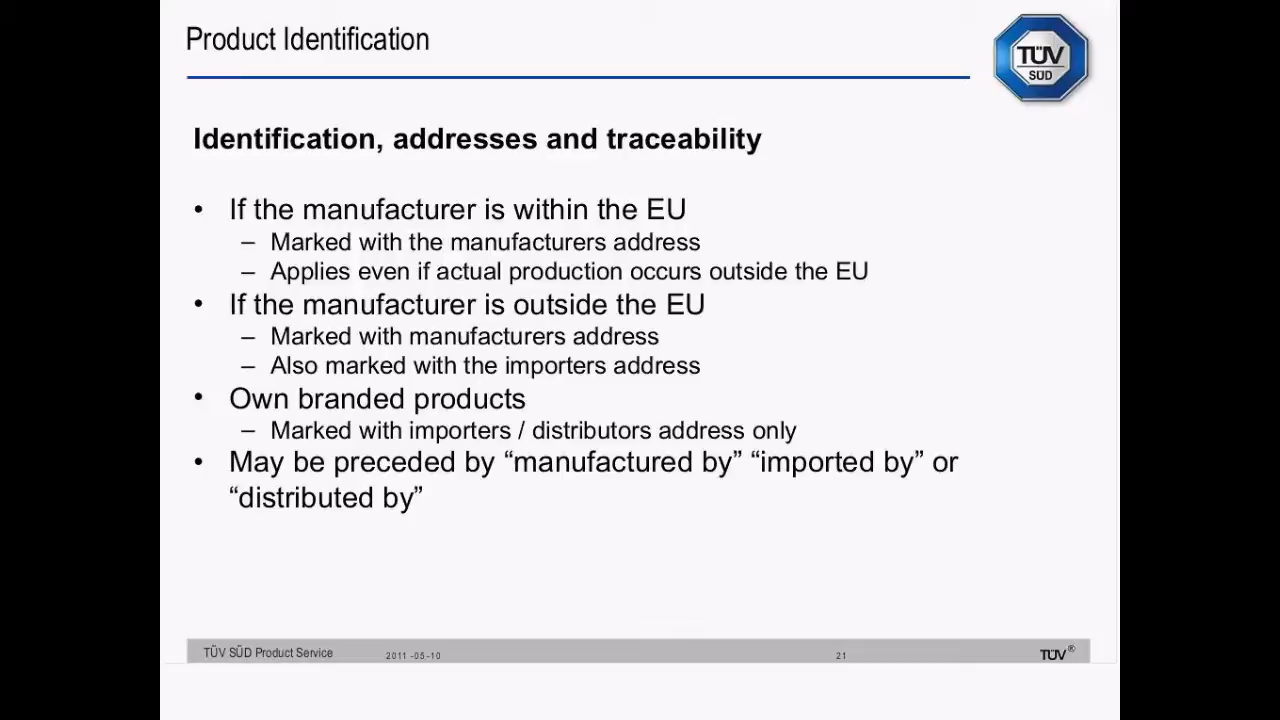 Product Identification
TÜV
SÜD
Identification, addresses and traceability
• If the manufacturer is within the EU
– Marked with the manufacturers address
– Applies even if actual production occurs outside the EU
• If the manufacturer is outside the EU
– Marked with manufacturers address
– Also marked with the importers address
• Own branded products
– Marked with importers / distributors address only
• May be preceded by “manufactured by” “imported by” or
“distributed by”
TÜV SÜD Product Service 2011 -05-10 21 TÜV®